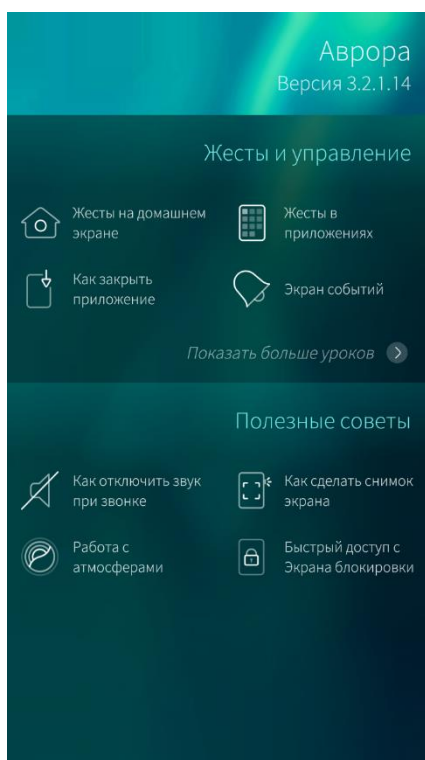 Аврора
Версия 3.2.1.14
Жесты и управление
Жесты на домашнем
экране
Жесты в
приложениях
Как закрыть
приложение
Экран событий
Показать больше уроков
Полезные советы
Как отключить звук
при звонке
Как сделать снимок
экрана
Работа с
атмосферами
Быстрый доступ с
Экрана блокировки